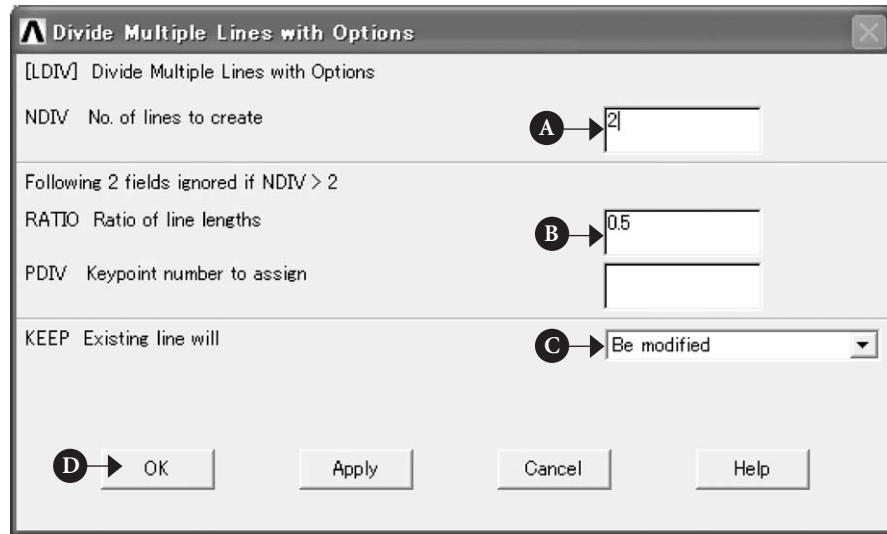 Divide Multiple Lines with Options
[LDIV] Divide Multiple Lines with Options
NDIV No. of lines to create
A
2
Following 2 fields ignored if NDIV > 2
RATIO Ratio of line lengths
B
0.5
PDIV Keypoint number to assign
KEEP Existing line will
C
Be modified
D
OK
Apply
Cancel
Help